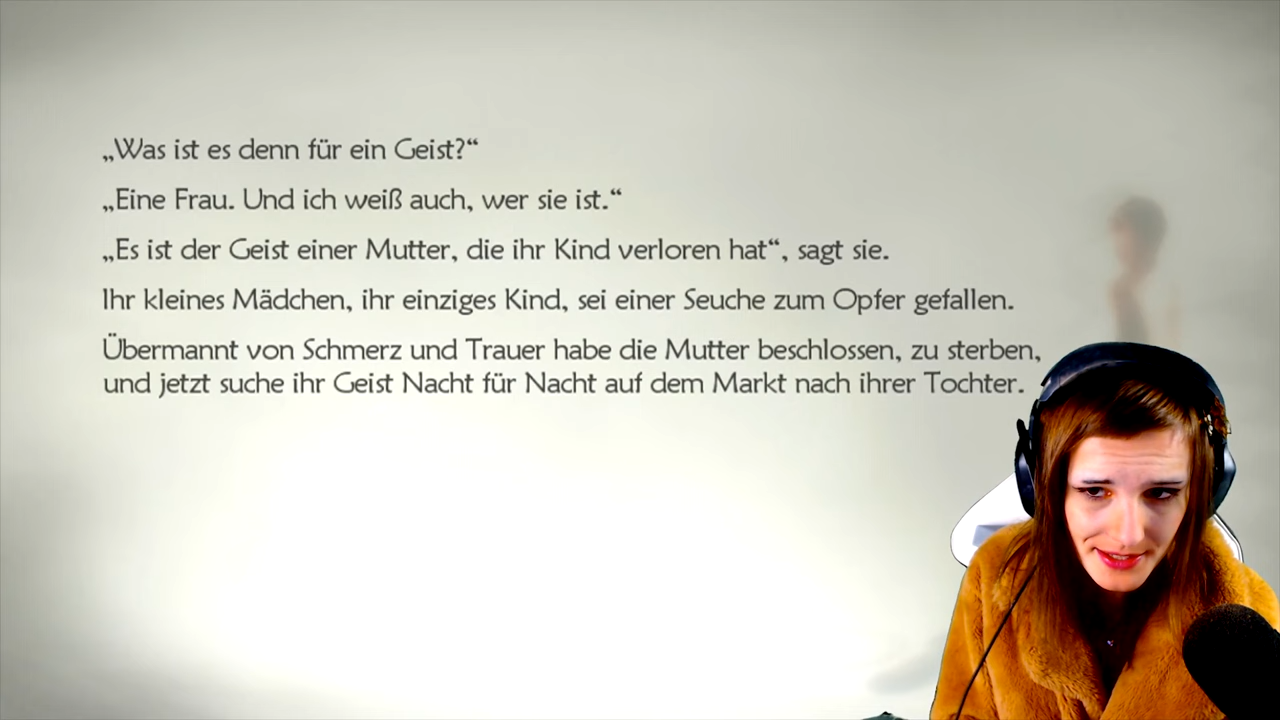 „Was ist es denn für ein Geist?“
„Eine Frau. Und ich weiß auch, wer sie ist.“
„Es ist der Geist einer Mutter, die ihr Kind verloren hat“, sagt sie.
Ihr kleines Mädchen, ihr einziges Kind, sei einer Seuche zum Opfer gefallen.
Übermannt von Schmerz und Trauer habe die Mutter beschlossen, zu sterben,
und jetzt suche ihr Geist Nacht für Nacht auf dem Markt nach ihrer Tochter.